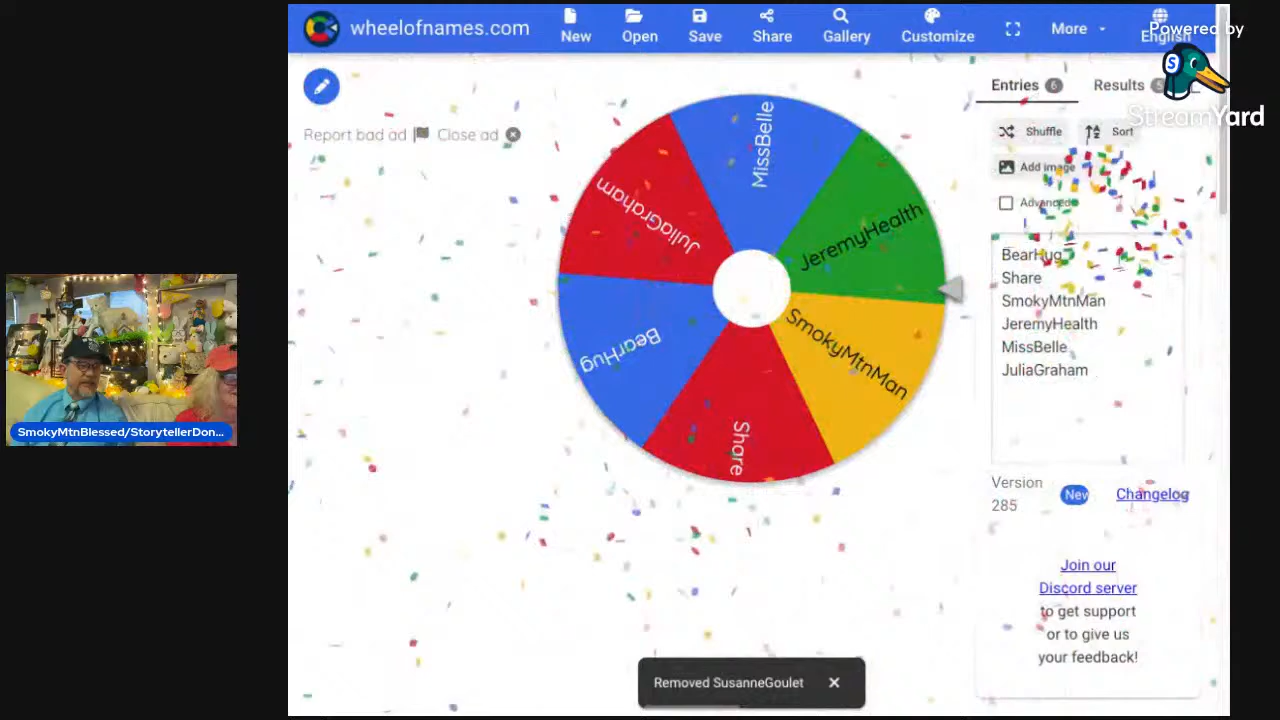 wheelofnames.com
New
Open
Save
Share
Gallery
Customize
More
English
Powered by
StreamYard
Report bad ad
Close ad
Entries 6
Results 5
Shuffle
Sort
Add image
Advanced
BearHug
Share
SmokyMtnMan
JeremyHealth
MissBelle
JuliaGraham
MissBelle
JeremyHealth
SmokyMtnMan
Share
BearHug
JuliaGraham
Version
285
New
Changelog
Join our
Discord server
to get support
or to give us
your feedback!
SmokyMtnBlessed/StorytellerDon...
Removed SusanneGoulet